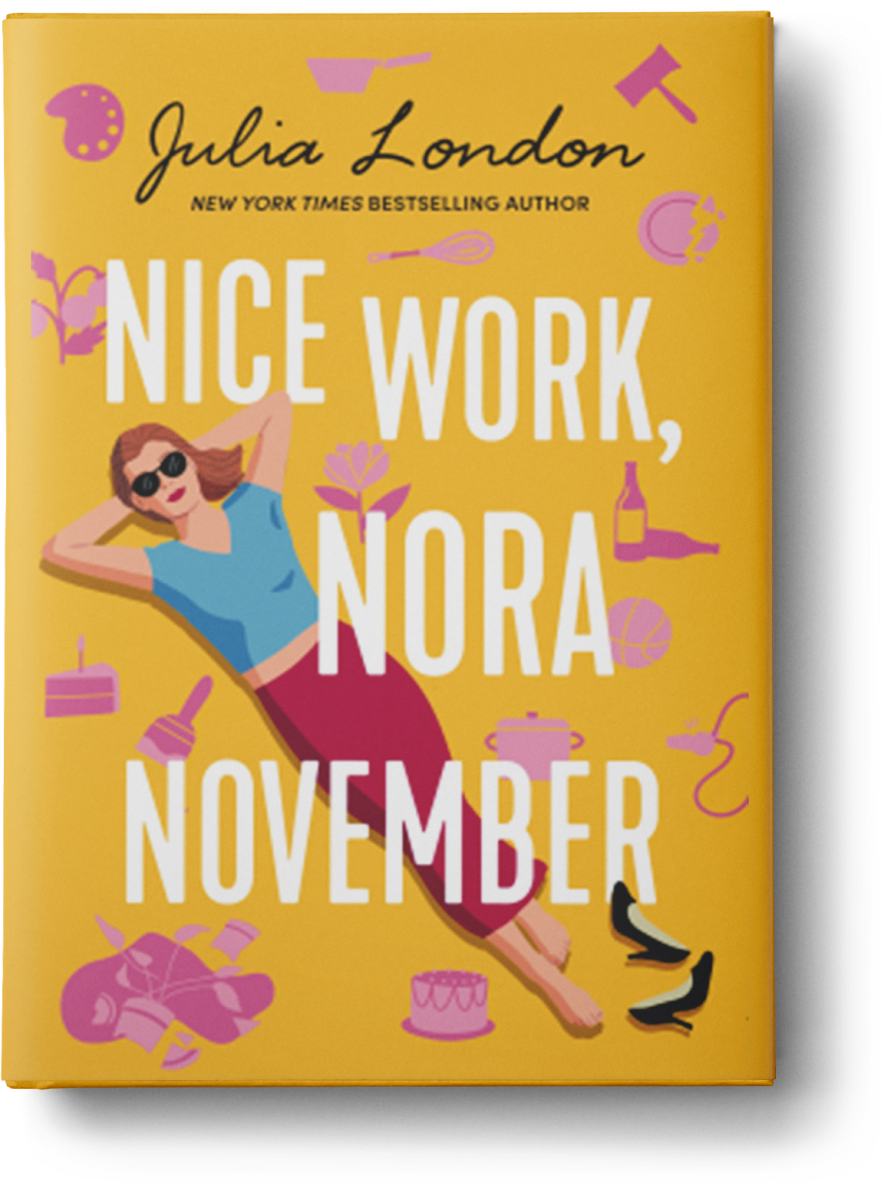 Julia London
NEW YORK TIMES BESTSELLING AUTHOR
NICE WORK,
NORA
NOVEMBER